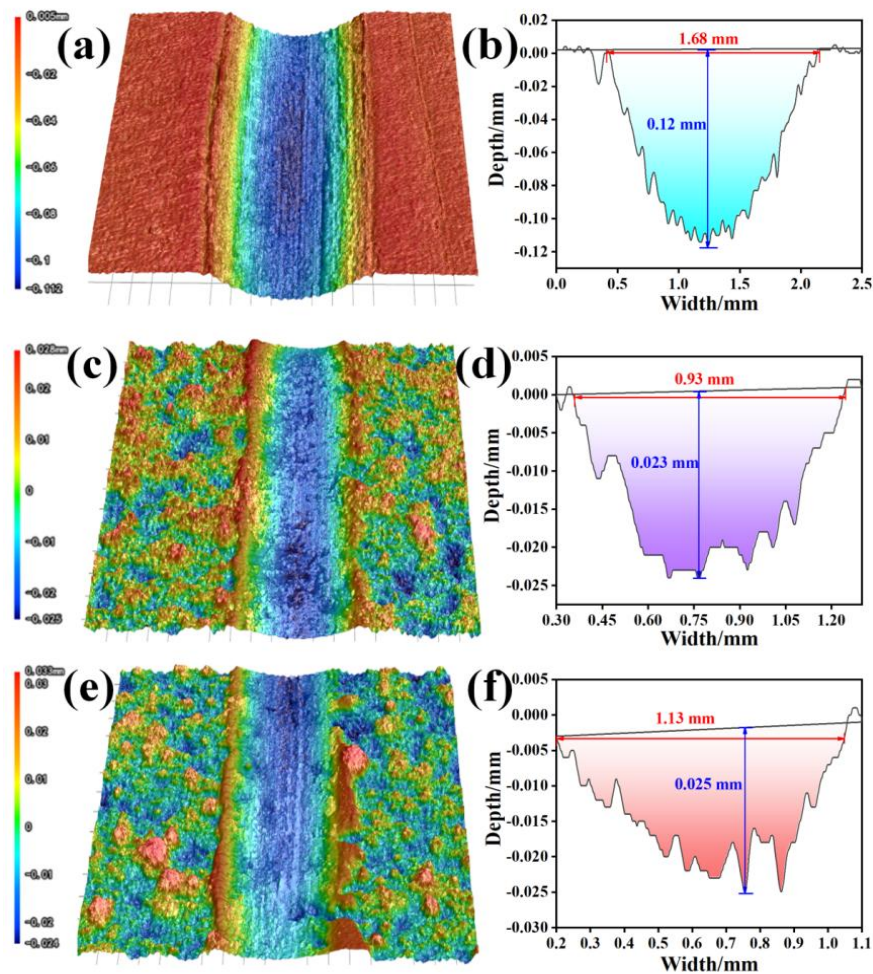 (a)
0.005mm
-0.02
-0.04
-0.06
-0.08
-0.1
-0.112
(b)
0.02
0.00
-0.02
-0.04
-0.06
-0.08
-0.10
-0.12
Depth/mm
1.68 mm
0.12 mm
0.0 0.5 1.0 1.5 2.0 2.5
Width/mm
(c)
0.028mm
0.02
0.01
0
-0.01
-0.02
-0.025
(d)
0.005
0.000
-0.005
-0.010
-0.015
-0.020
-0.025
Depth/mm
0.93 mm
0.023 mm
0.30 0.45 0.60 0.75 0.90 1.05 1.20
Width/mm
(e)
0.033mm
0.03
0.02
0.01
0
-0.01
-0.02
-0.024
(f)
0.005
0.000
-0.005
-0.010
-0.015
-0.020
-0.025
-0.030
Depth/mm
1.13 mm
0.025 mm
0.2 0.3 0.4 0.5 0.6 0.7 0.8 0.9 1.0 1.1
Width/mm